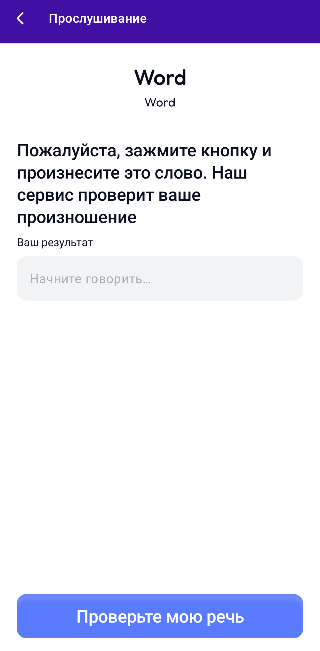 Прослушивание
Word
Word
Пожалуйста, зажмите кнопку и
произнесите это слово. Наш
сервис проверит ваше
произношение
Ваш результат
Начните говорить...
Проверьте мою речь